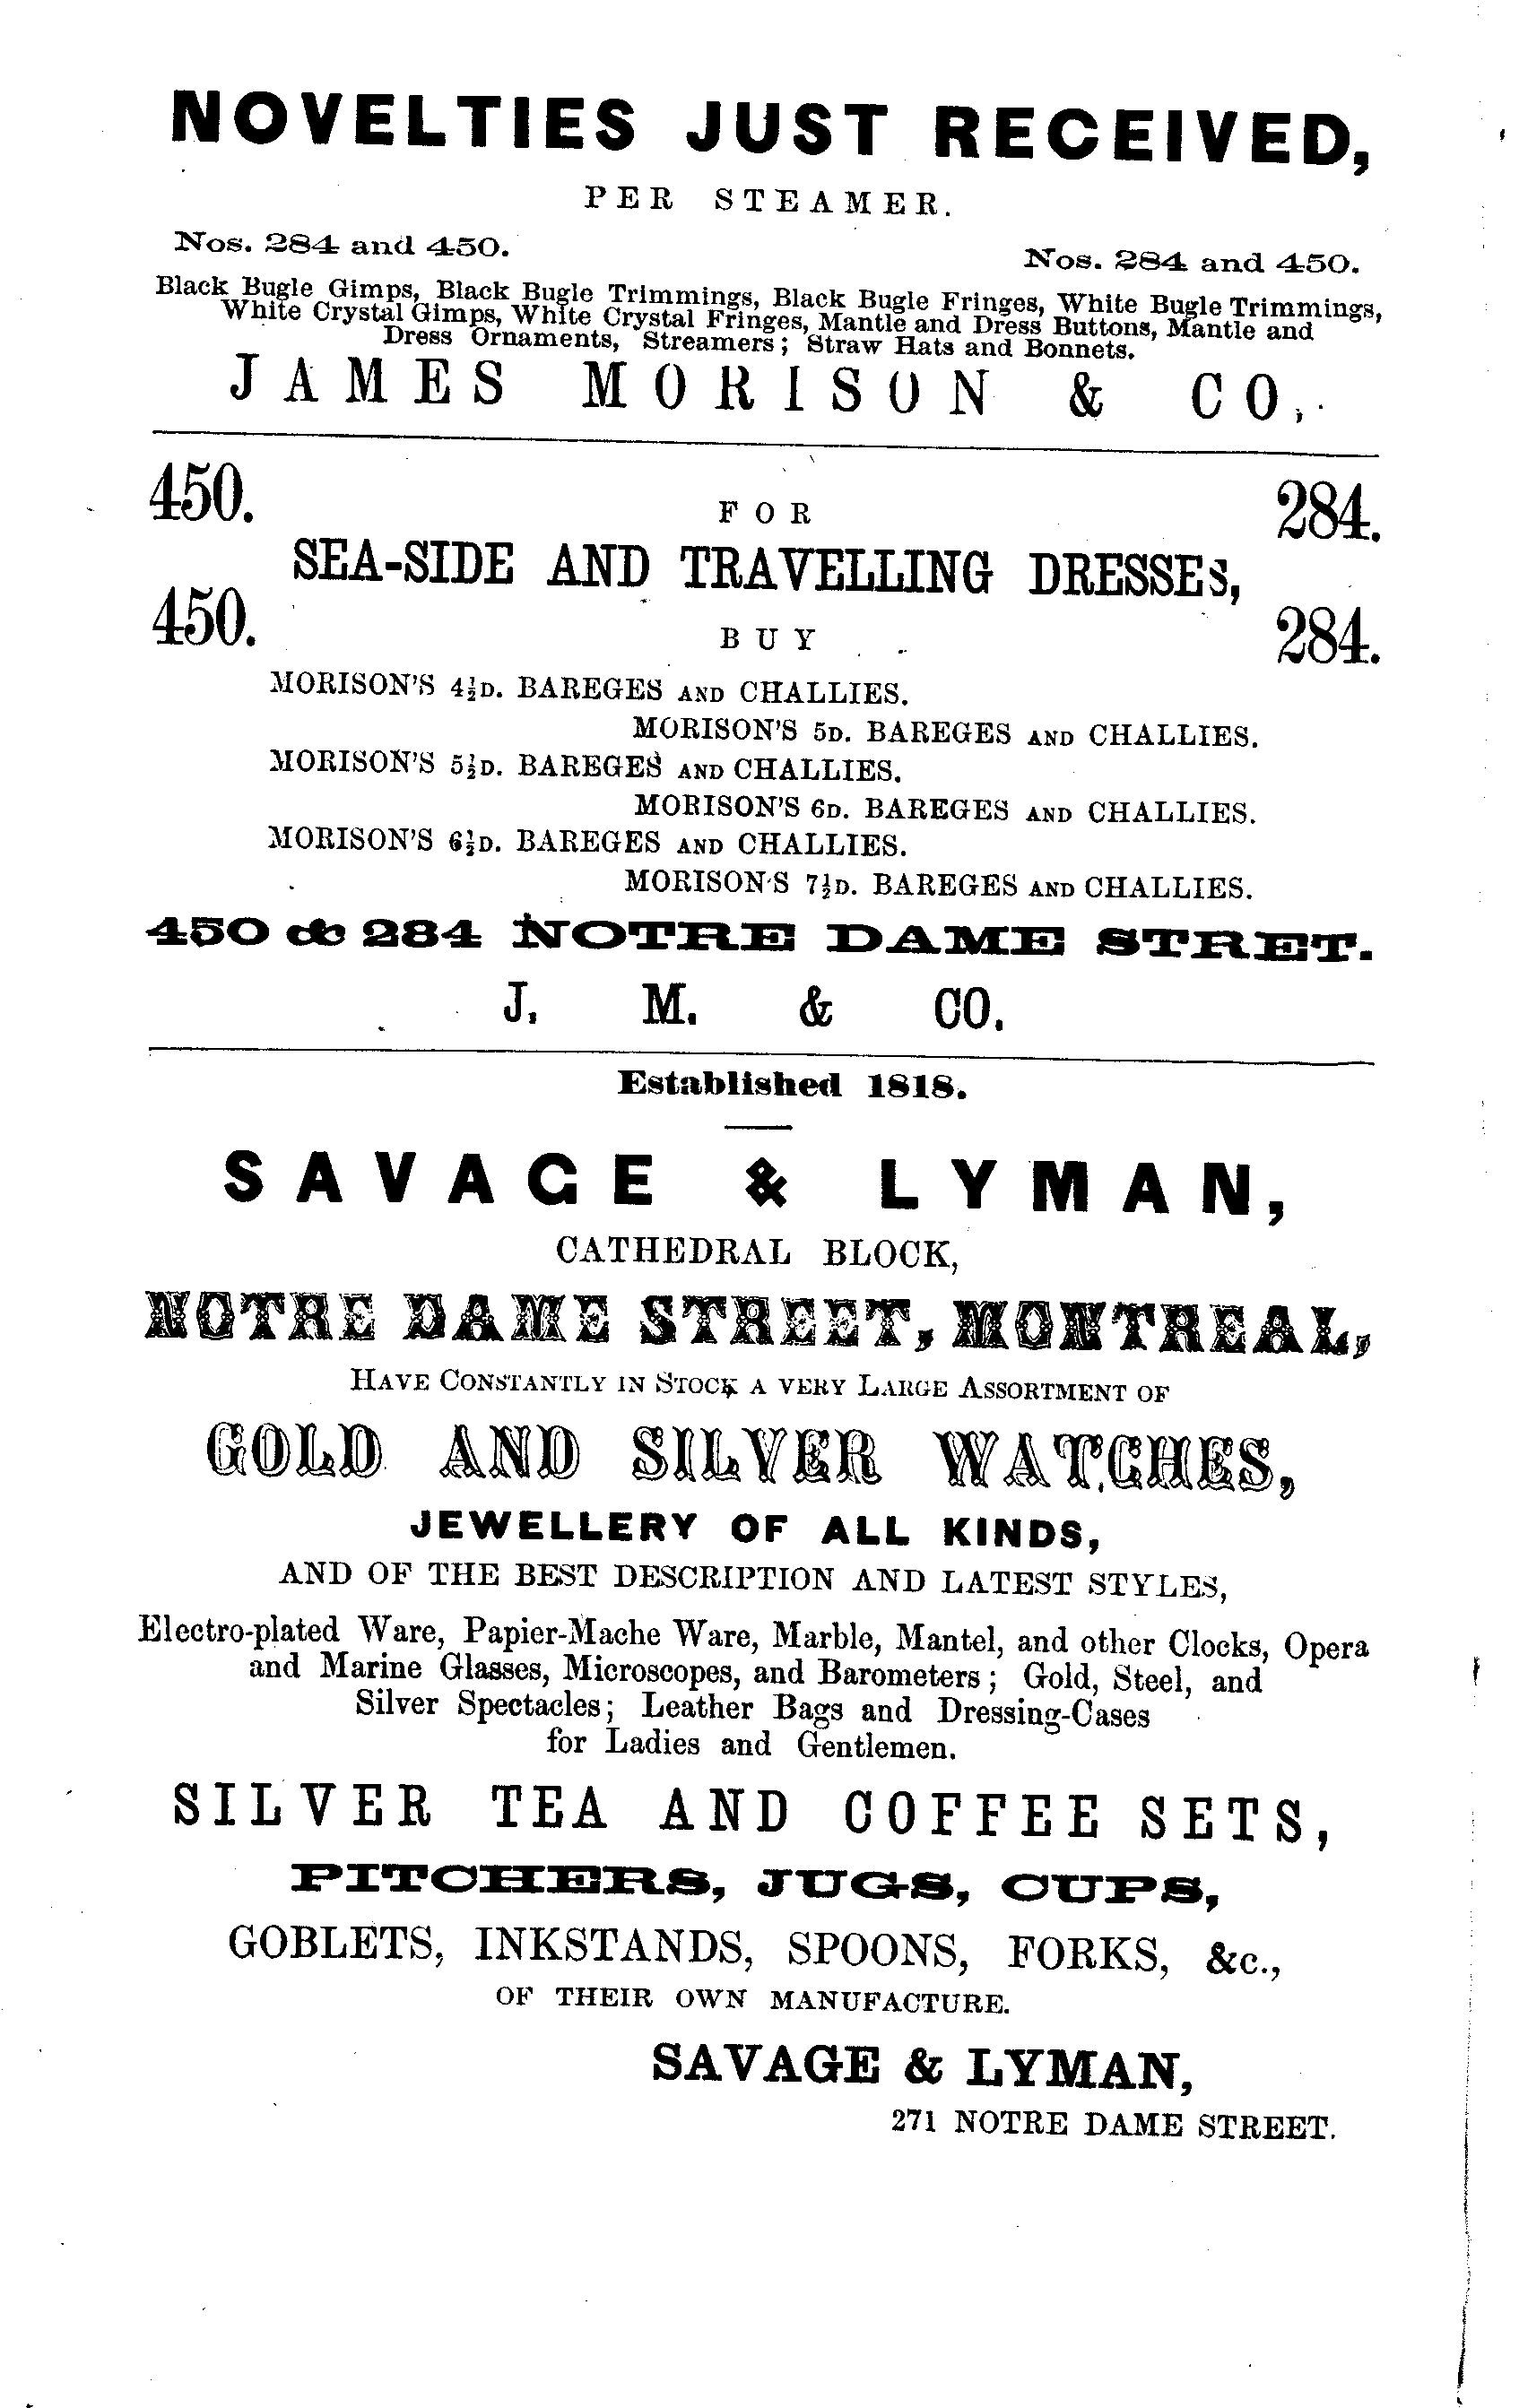 NOVELTIES JUST RECEIVED,
PER STEAMER.
Nos. 284 and 450. Nos. 284 and 450.
Black Bugle Gimps, Black Bugle Trimmings, Black Bugle Fringes, White Bugle Trimmings,
White Crystal Gimps, White Crystal Fringes, Mantle and Dress Buttons, Mantle and
Dress Ornaments, Streamers; Straw Hats and Bonnets.
JAMES MORISON & CO,
450. FOR 284.
SEA-SIDE AND TRAVELLING DRESSES,
450. BUY 284.
MORISON'S 4½D. BAREGES AND CHALLIES.
MORISON'S 5D. BAREGES AND CHALLIES.
MORISON'S 5½D. BAREGES AND CHALLIES.
MORISON'S 6D. BAREGES AND CHALLIES.
MORISON'S 6½D. BAREGES AND CHALLIES.
MORISON'S 7½D. BAREGES AND CHALLIES.
450 & 284 NOTRE DAME STRET.
J. M. & CO.
Established 1818.
SAVAGE & LYMAN,
CATHEDRAL BLOCK,
NOTRE DAME STREET, MONTREAL,
HAVE CONSTANTLY IN STOCK A VERY LARGE ASSORTMENT OF
GOLD AND SILVER WATCHES,
JEWELLERY OF ALL KINDS,
AND OF THE BEST DESCRIPTION AND LATEST STYLES,
Electro-plated Ware, Papier-Mache Ware, Marble, Mantel, and other Clocks, Opera
and Marine Glasses, Microscopes, and Barometers; Gold, Steel, and
Silver Spectacles; Leather Bags and Dressing-Cases
for Ladies and Gentlemen.
SILVER TEA AND COFFEE SETS,
PITCHERS, JUGS, CUPS,
GOBLETS, INKSTANDS, SPOONS, FORKS, &c.,
OF THEIR OWN MANUFACTURE.
SAVAGE & LYMAN,
271 NOTRE DAME STREET.